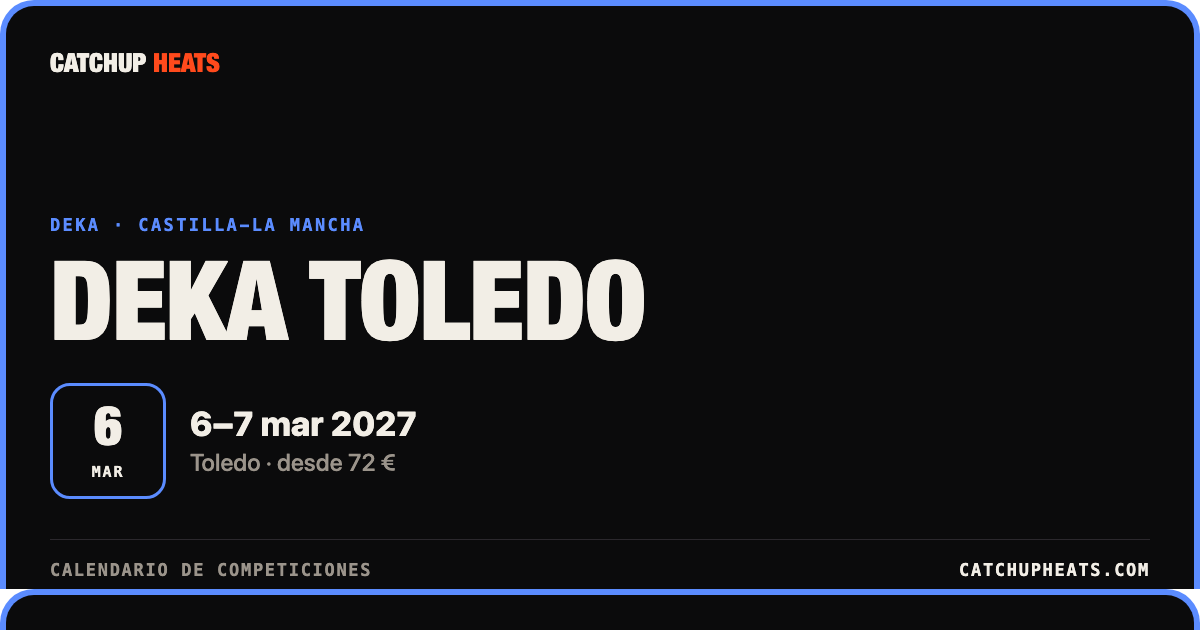 CATCHUP HEATS
DEKA · CASTILLA–LA MANCHA
DEKA TOLEDO
6
MAR
6–7 mar 2027
Toledo · desde 72 €
CALENDARIO DE COMPETICIONES
CATCHUPHEATS.COM